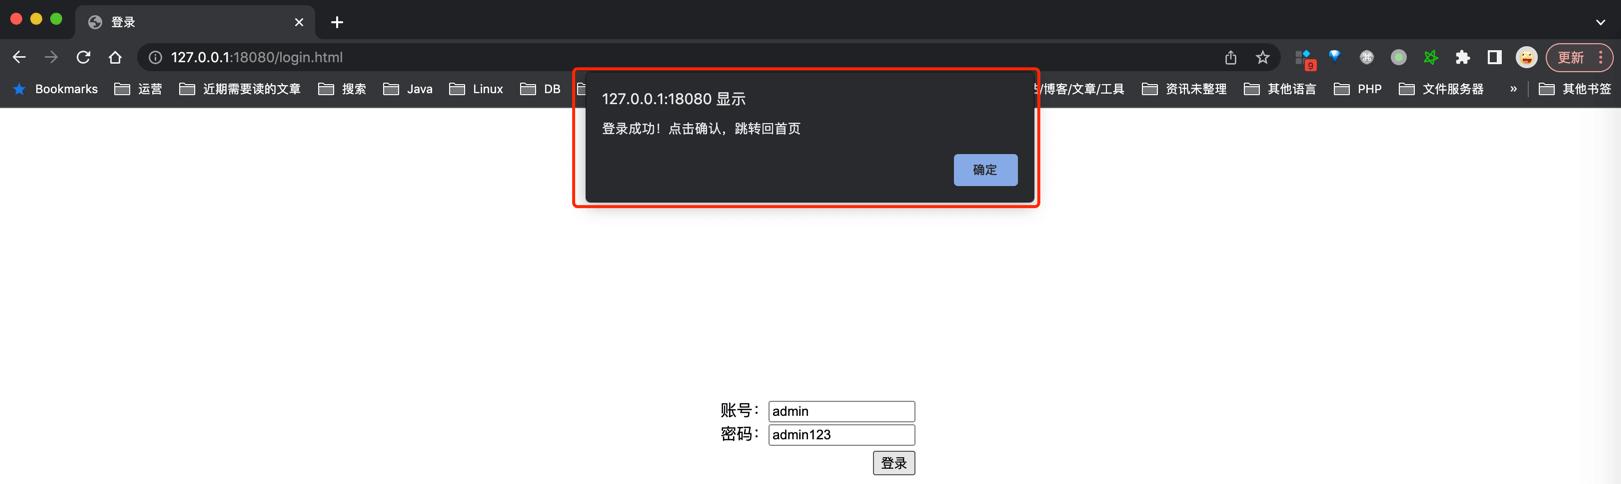 登录
127.0.0.1:18080/login.html
9
更新
Bookmarks 运营 近期需要读的文章 搜索 Java Linux DB /博客/文章/工具 资讯未整理 其他语言 PHP 文件服务器 » 其他书签
127.0.0.1:18080 显示
登录成功！点击确认，跳转回首页
确定
账号： admin
密码： admin123
登录